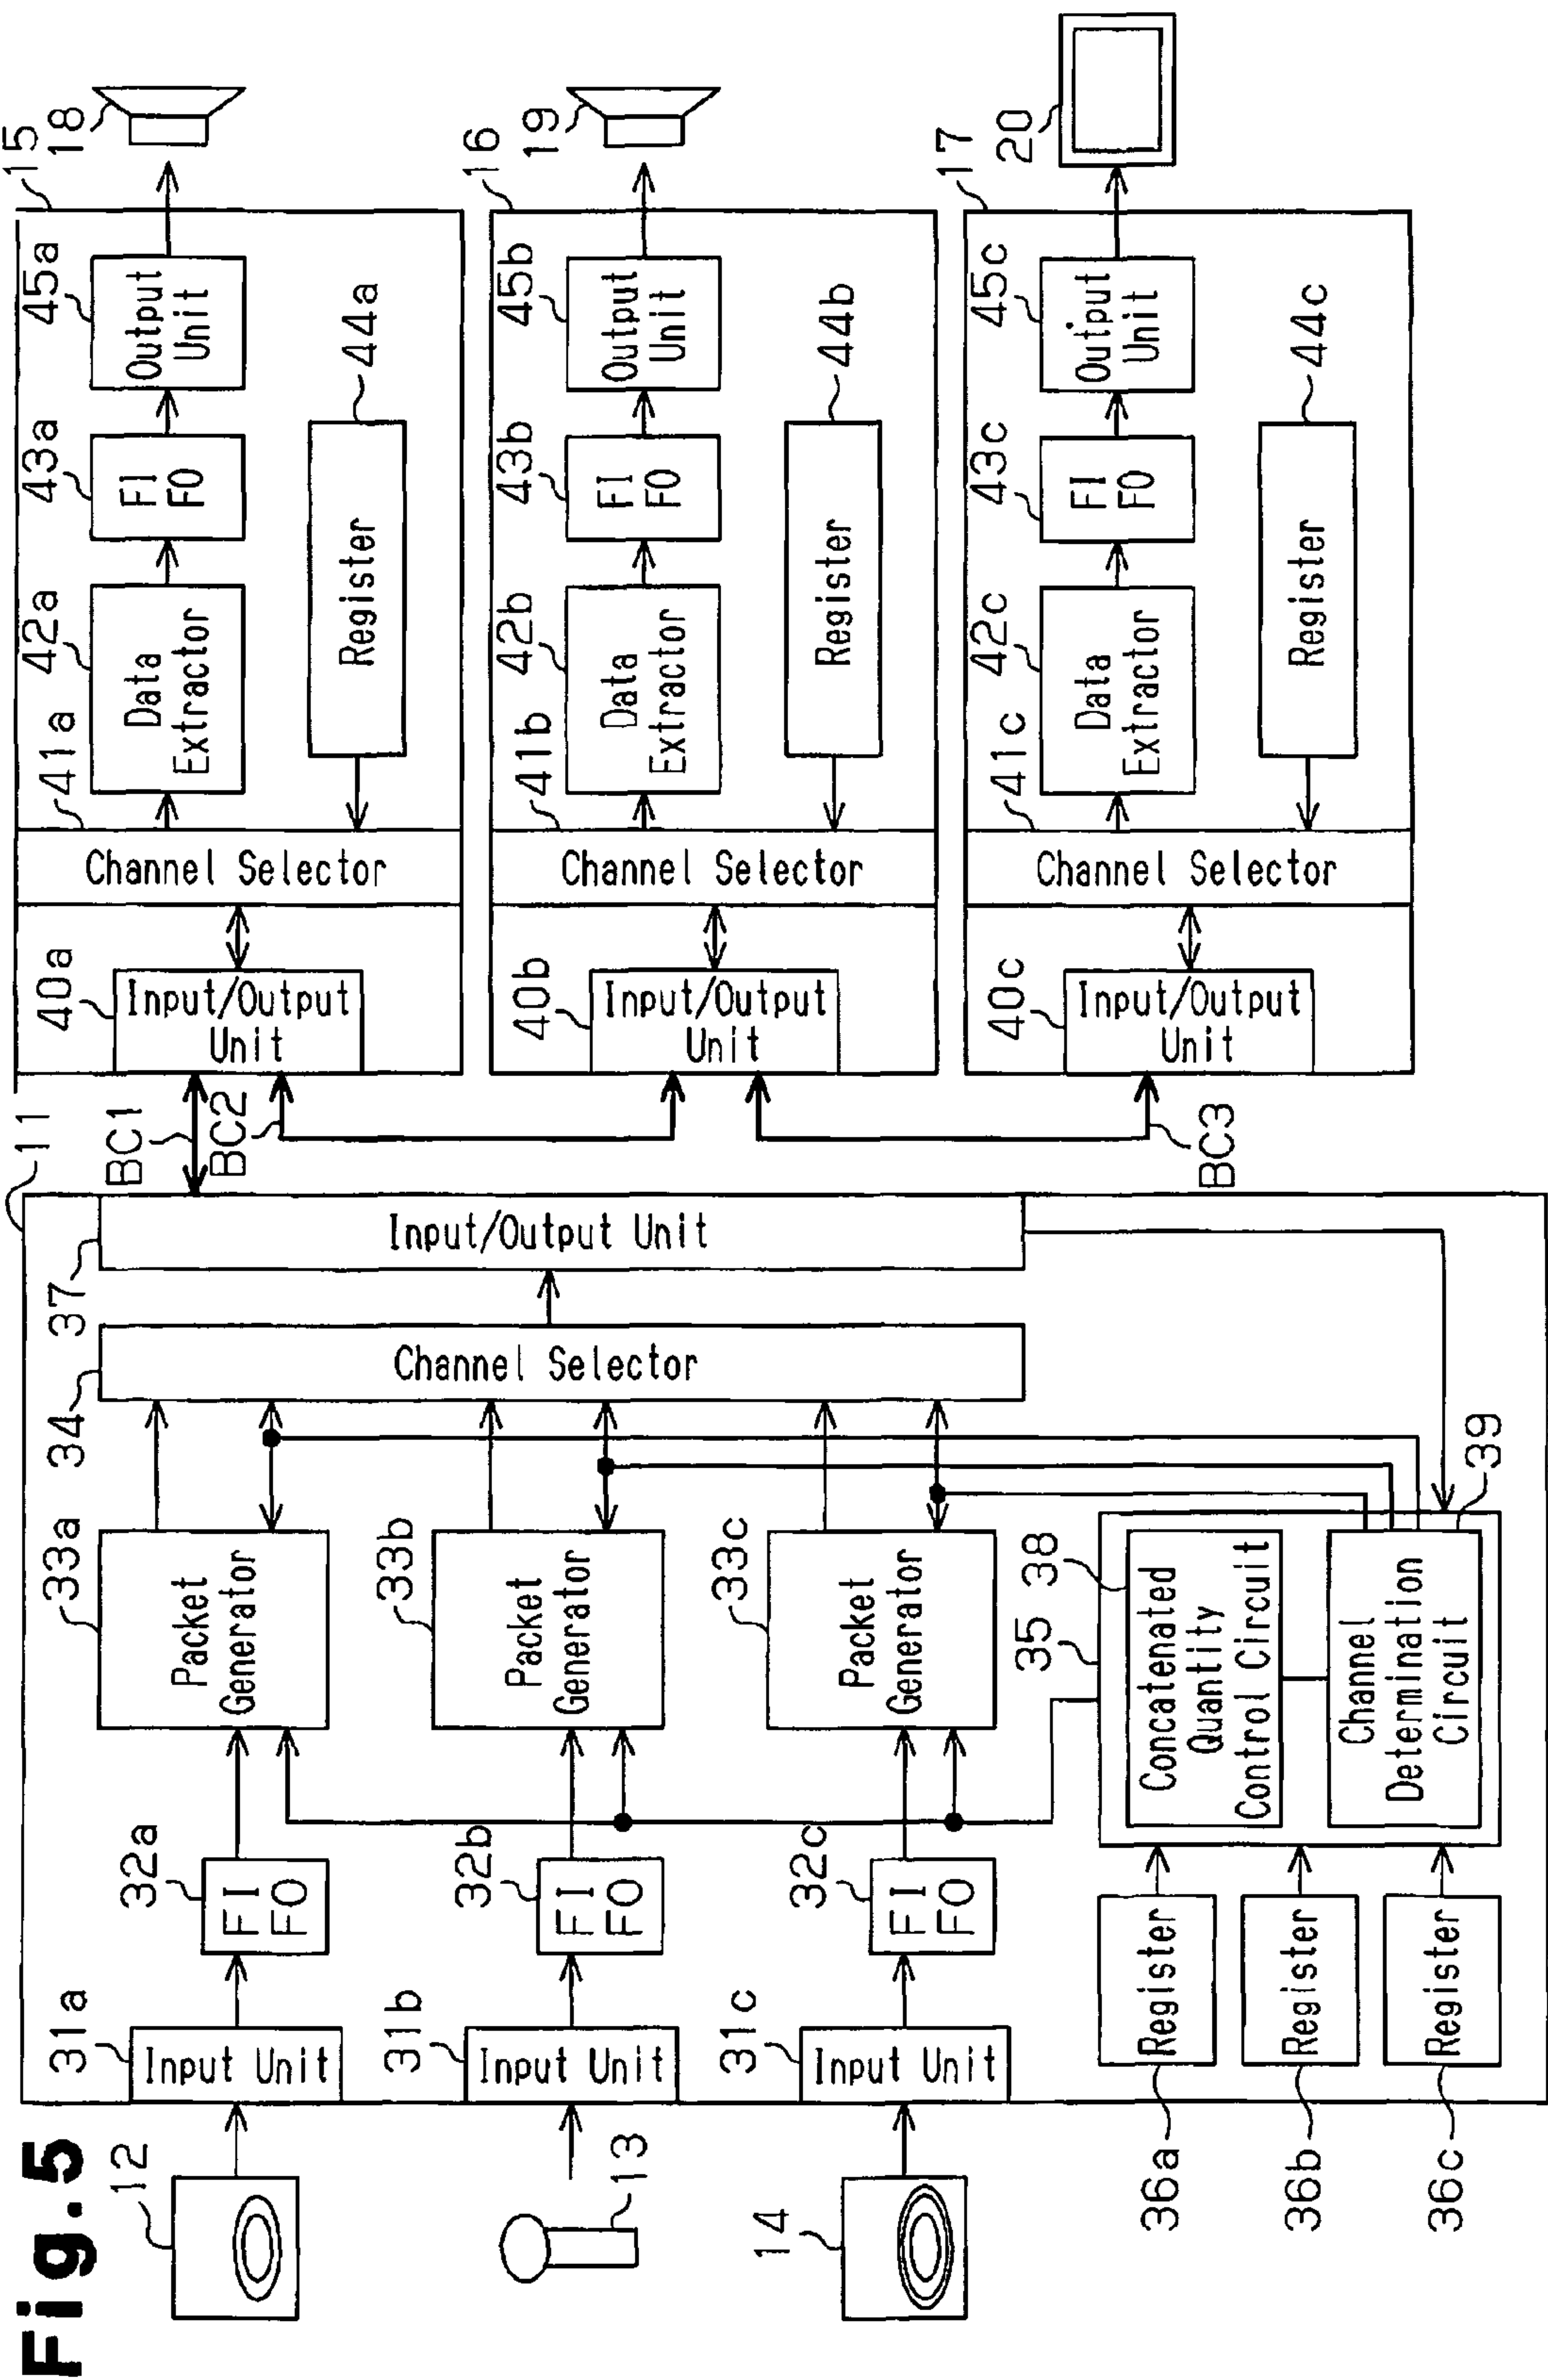 Fig.5
11
12
31a
Input Unit
32a
FI
FO
33a
Packet
Generator
34
Channel Selector
37
Input/Output Unit
13
31b
Input Unit
32b
FI
FO
33b
Packet
Generator
14
31c
Input Unit
32c
FI
FO
33c
Packet
Generator
35
38
Concatenated
Quantity
Control Circuit
Channel
Determination
Circuit
39
36a
Register
36b
Register
36c
Register
BC1
BC2
BC3
15
40a
Input/Output
Unit
41a
Channel Selector
42a
Data
Extractor
43a
FI
FO
45a
Output
Unit
18
Register
44a
16
40b
Input/Output
Unit
41b
Channel Selector
42b
Data
Extractor
43b
FI
FO
45b
Output
Unit
19
Register
44b
17
40c
Input/Output
Unit
41c
Channel Selector
42c
Data
Extractor
43c
FI
FO
45c
Output
Unit
20
Register
44c